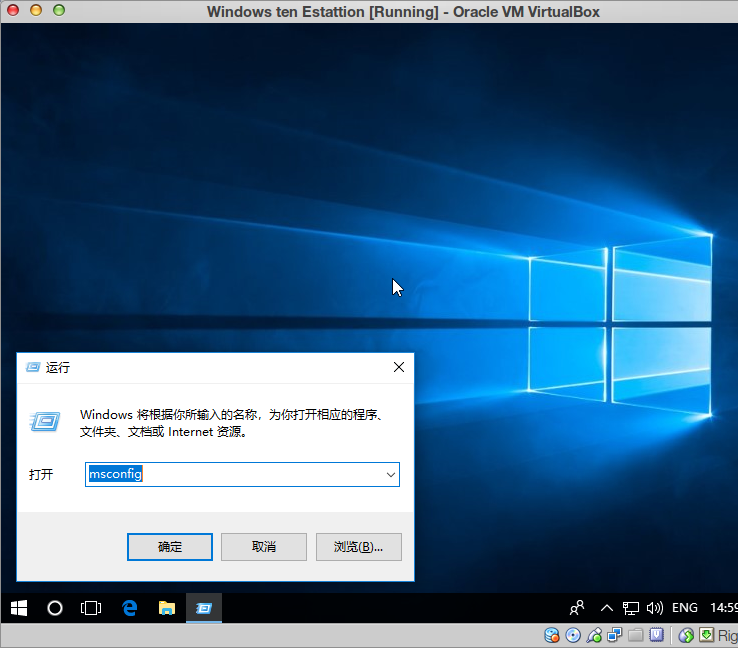 Windows ten Estattion [Running] - Oracle VM VirtualBox
运行
Windows 将根据你所输入的名称，为你打开相应的程序、
文件夹、文档或 Internet 资源。
打开
msconfig
确定
取消
浏览(B)...
ENG
14:59
Rig